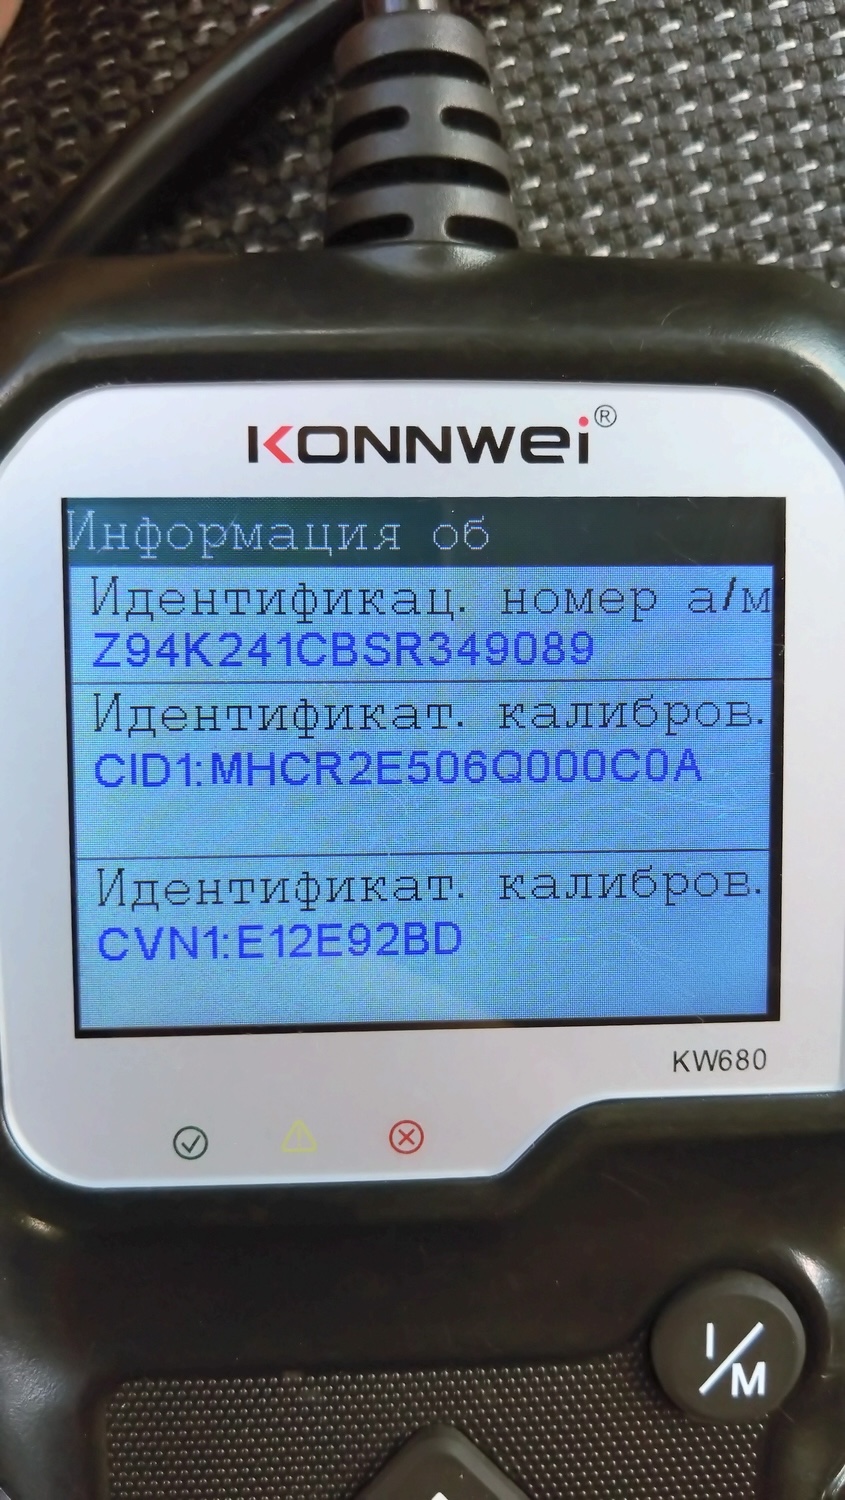 KONNWEI®
Информация об
Идентификац. номер а/м
Z94K241CBSR349089
Идентификат. калибров.
CID1:MHCR2E506Q000C0A
Идентификат. калибров.
CVN1:E12E92BD
KW680
I/M